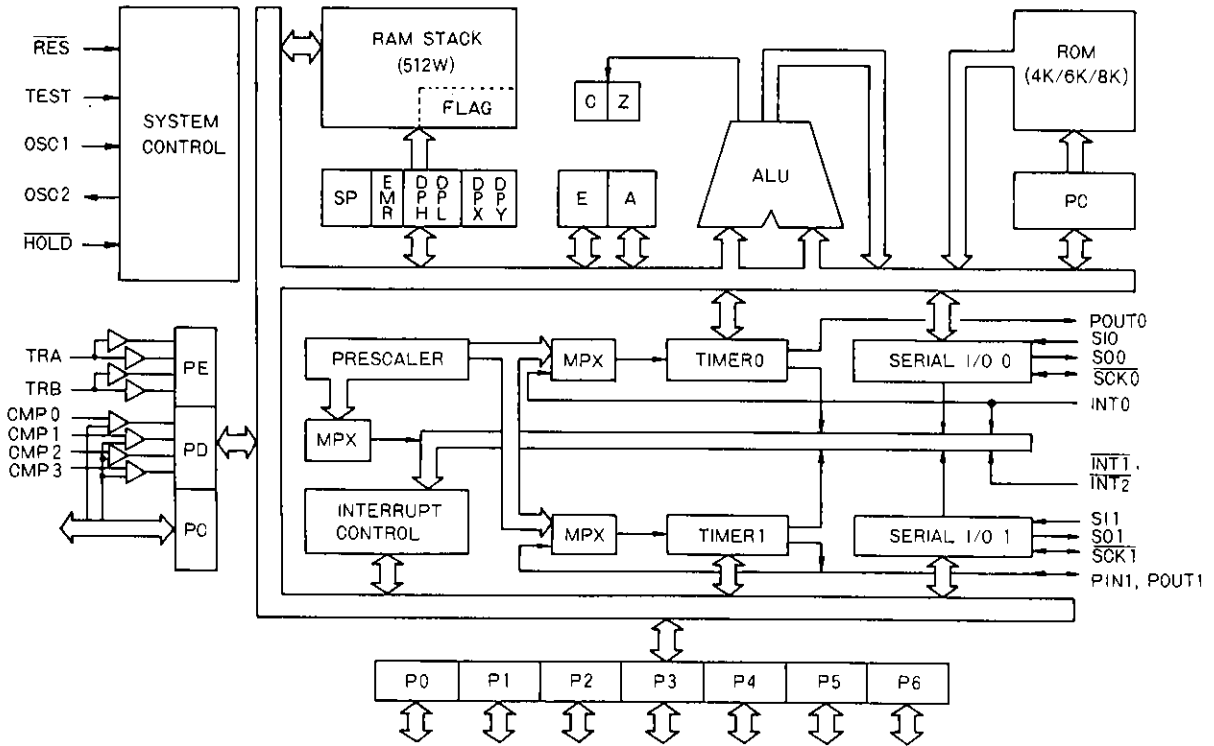 RES
TEST
OSC1
OSC2
HOLD
SYSTEM
CONTROL
RAM STACK
(512W)
FLAG
SP
EMR
DPH
DPL
DPX
DPY
C Z
E A
ALU
ROM
(4K/6K/8K)
PC
TRA
TRB
CMP0
CMP1
CMP2
CMP3
PE
PD
PC
PRESCALER
MPX
TIMER0
SERIAL I/O 0
POUT0
SI0
SO0
SCK0
INT0
MPX
INT1,
INT2
INTERRUPT
CONTROL
MPX
TIMER1
SERIAL I/O 1
SI1
SO1
SCK1
PIN1, POUT1
P0 P1 P2 P3 P4 P5 P6